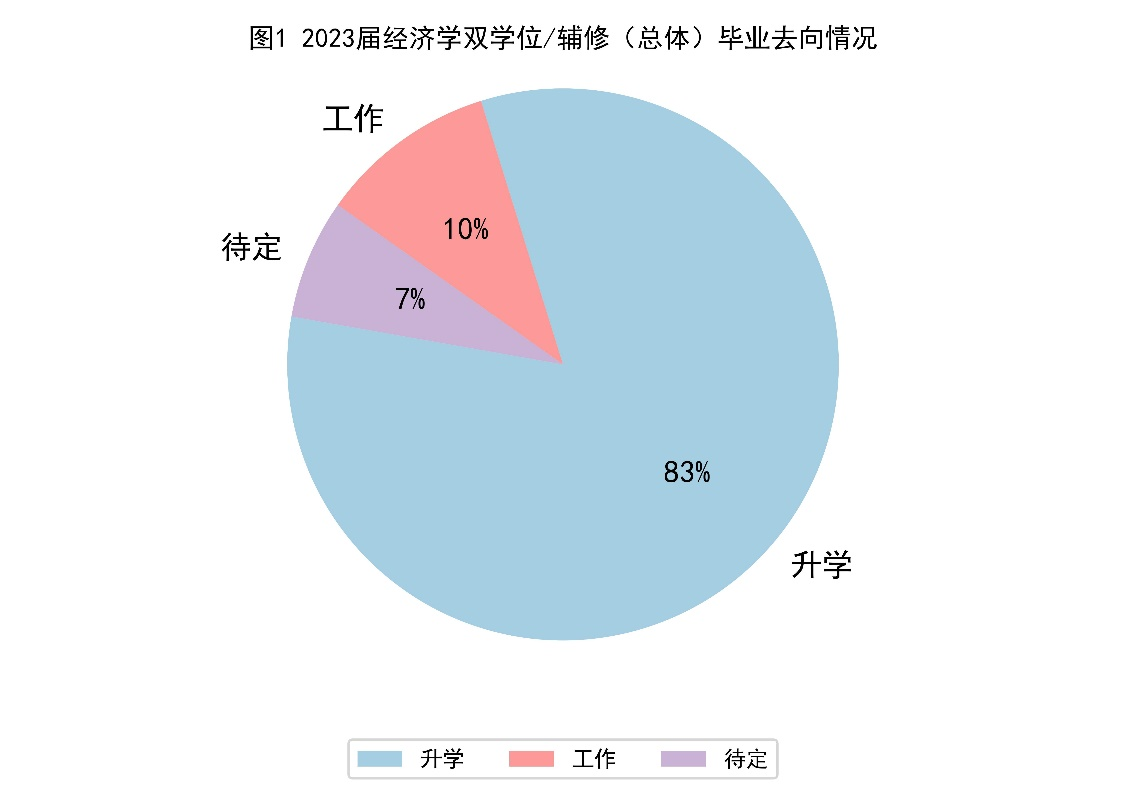 图1 2023届经济学双学位/辅修（总体）毕业去向情况
工作
10%
待定
7%
83%
升学
升学 工作 待定